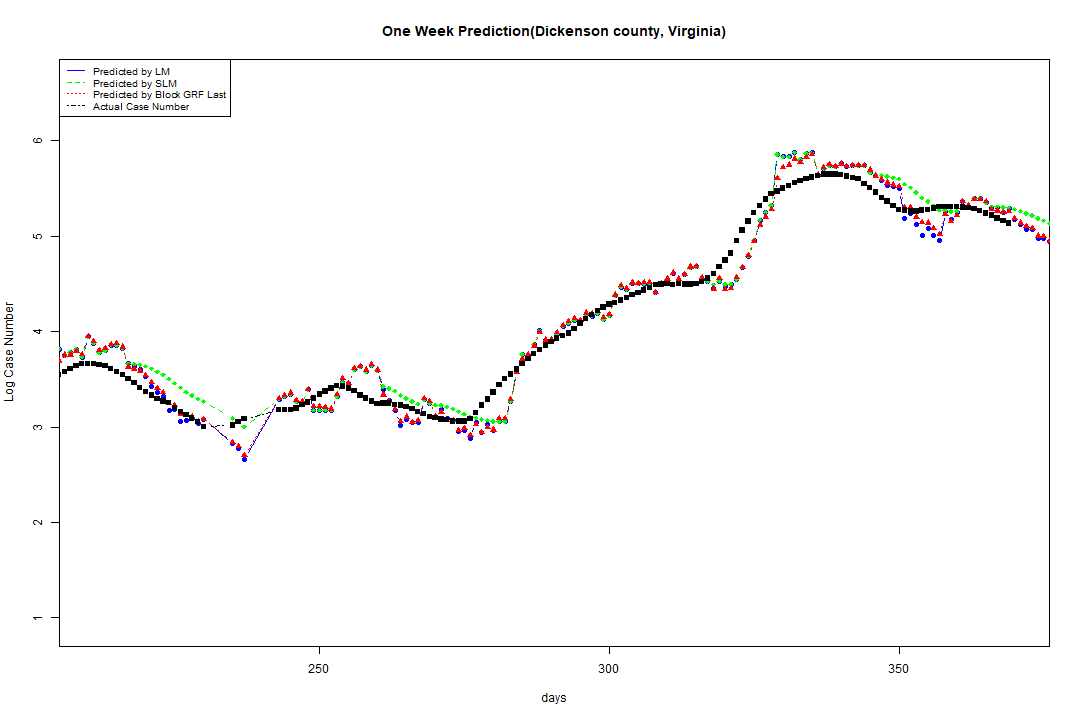 One Week Prediction(Dickenson county, Virginia)
Predicted by LM
Predicted by SLM
Predicted by Block GRF Last
Actual Case Number
6
5
4
3
2
1
Log Case Number
250
300
350
days